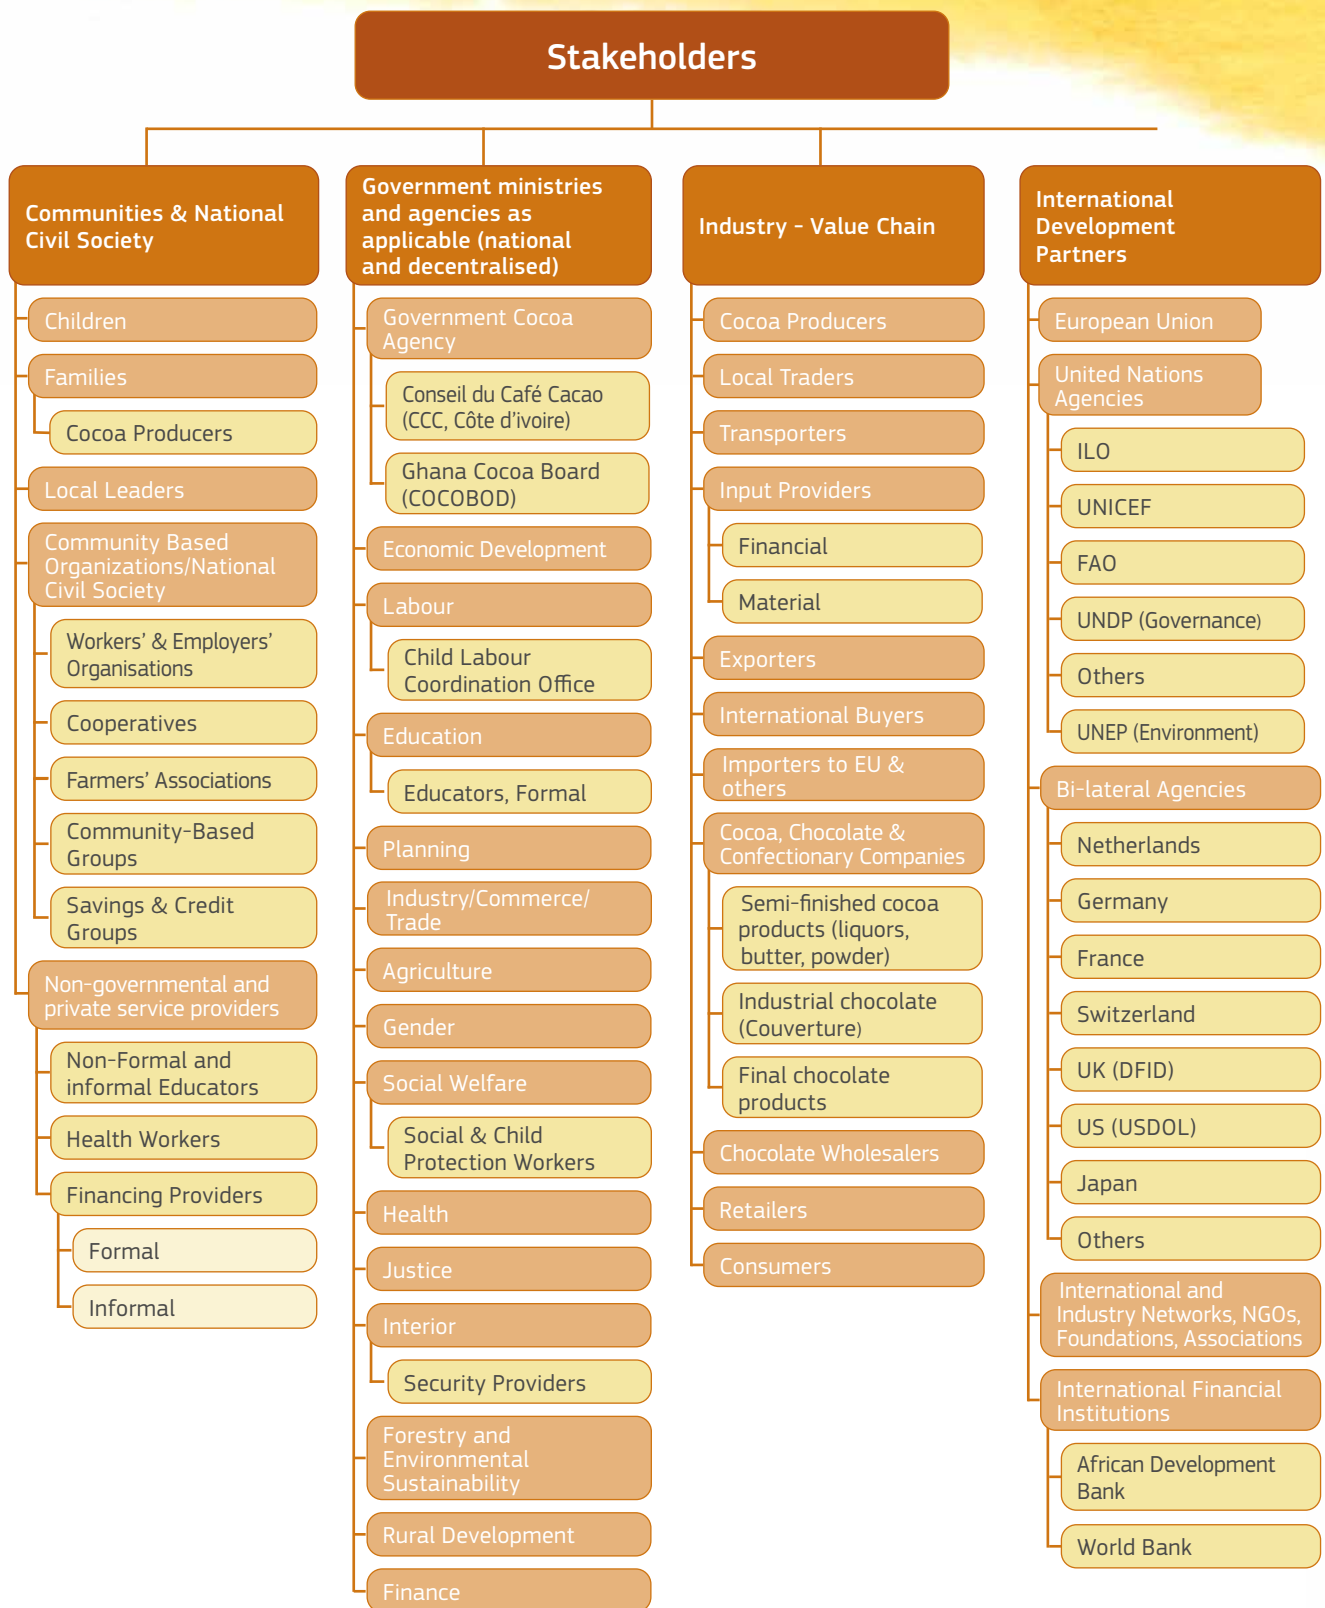 Stakeholders
Communities & National
Civil Society
Children
Families
Cocoa Producers
Local Leaders
Community Based
Organizations/National
Civil Society
Workers' & Employers'
Organisations
Cooperatives
Farmers' Associations
Community-Based
Groups
Savings & Credit
Groups
Non-governmental and
private service providers
Non-Formal and
informal Educators
Health Workers
Financing Providers
Formal
Informal
Government ministries
and agencies as
applicable (national
and decentralised)
Government Cocoa
Agency
Conseil du Café Cacao
(CCC, Côte d'ivoire)
Ghana Cocoa Board
(COCOBOD)
Economic Development
Labour
Child Labour
Coordination Office
Education
Educators, Formal
Planning
Industry/Commerce/
Trade
Agriculture
Gender
Social Welfare
Social & Child
Protection Workers
Health
Justice
Interior
Security Providers
Forestry and
Environmental
Sustainability
Rural Development
Finance
Industry - Value Chain
Cocoa Producers
Local Traders
Transporters
Input Providers
Financial
Material
Exporters
International Buyers
Importers to EU &
others
Cocoa, Chocolate &
Confectionary Companies
Semi-finished cocoa
products (liquors,
butter, powder)
Industrial chocolate
(Couverture)
Final chocolate
products
Chocolate Wholesalers
Retailers
Consumers
International
Development
Partners
European Union
United Nations
Agencies
ILO
UNICEF
FAO
UNDP (Governance)
Others
UNEP (Environment)
Bi-lateral Agencies
Netherlands
Germany
France
Switzerland
UK (DFID)
US (USDOL)
Japan
Others
International and
Industry Networks, NGOs,
Foundations, Associations
International Financial
Institutions
African Development
Bank
World Bank